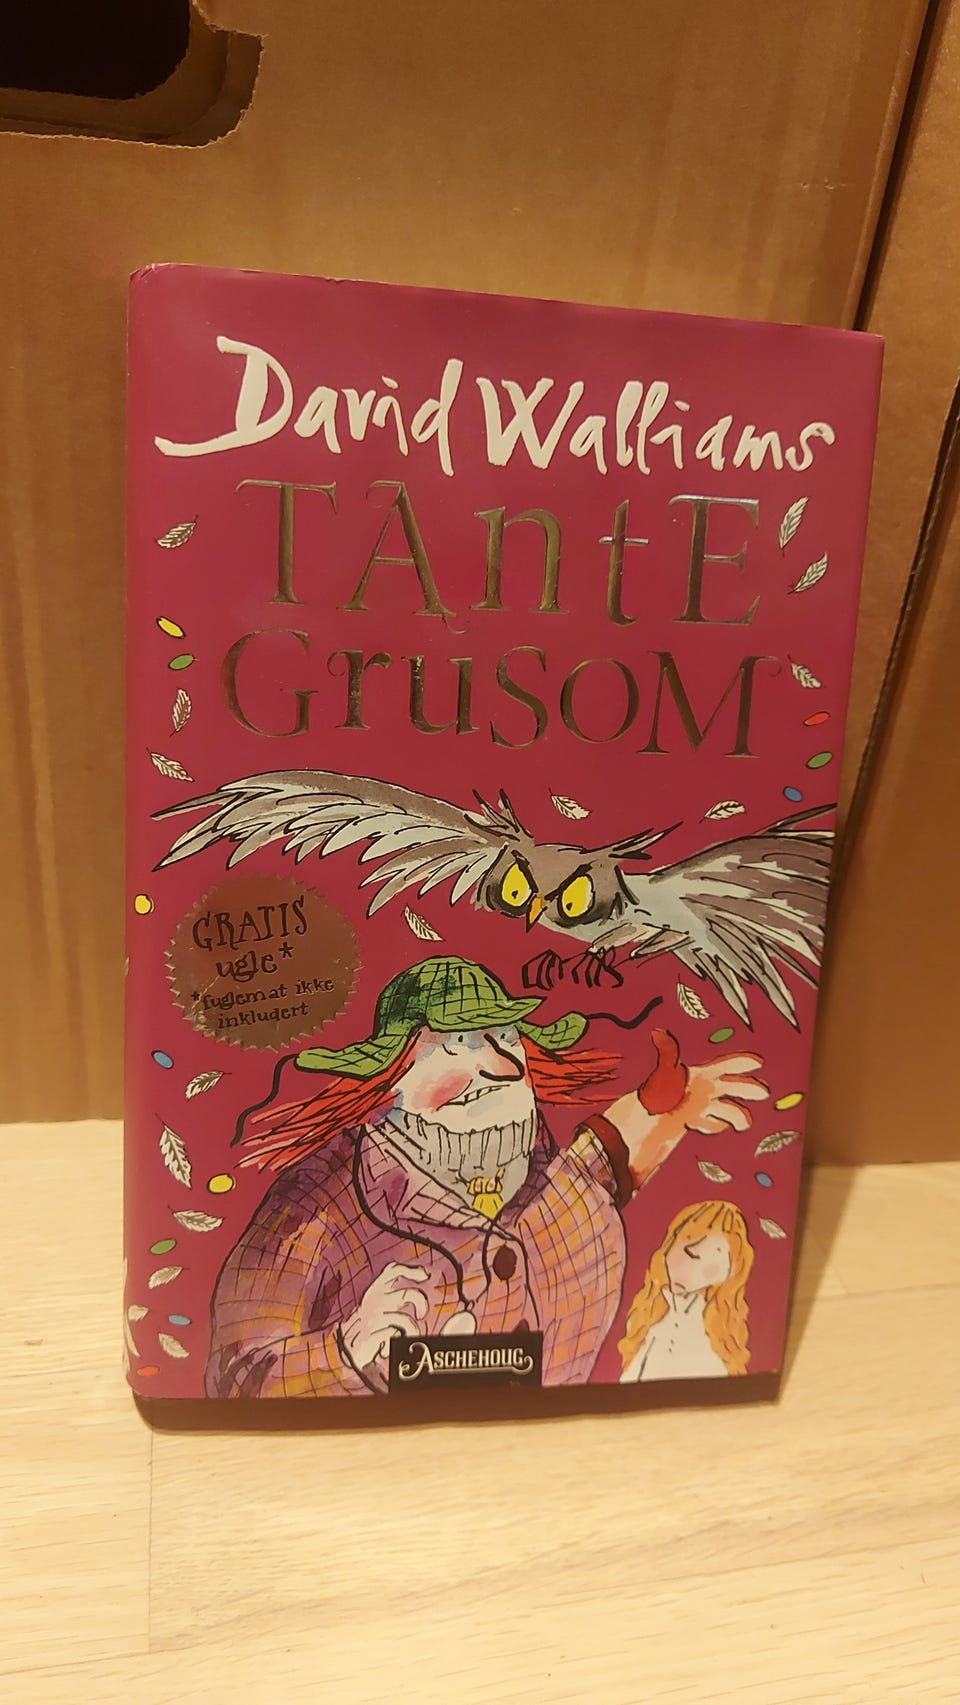 David Walliams
TAntE
GrusoM
GRATIS
ugle*
*fuglemat ikke
inkludert
ASCHEHOUG